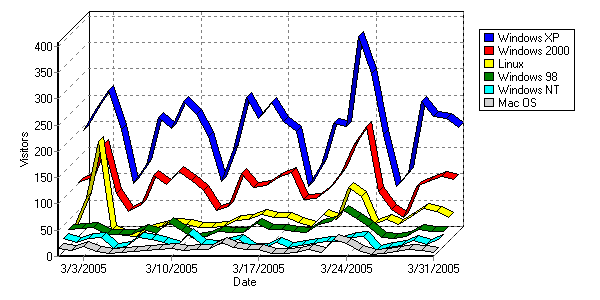 400
350
300
250
200
150
100
50
0
Visitors
3/3/2005 3/10/2005 3/17/2005 3/24/2005 3/31/2005
Date
Windows XP
Windows 2000
Linux
Windows 98
Windows NT
Mac OS